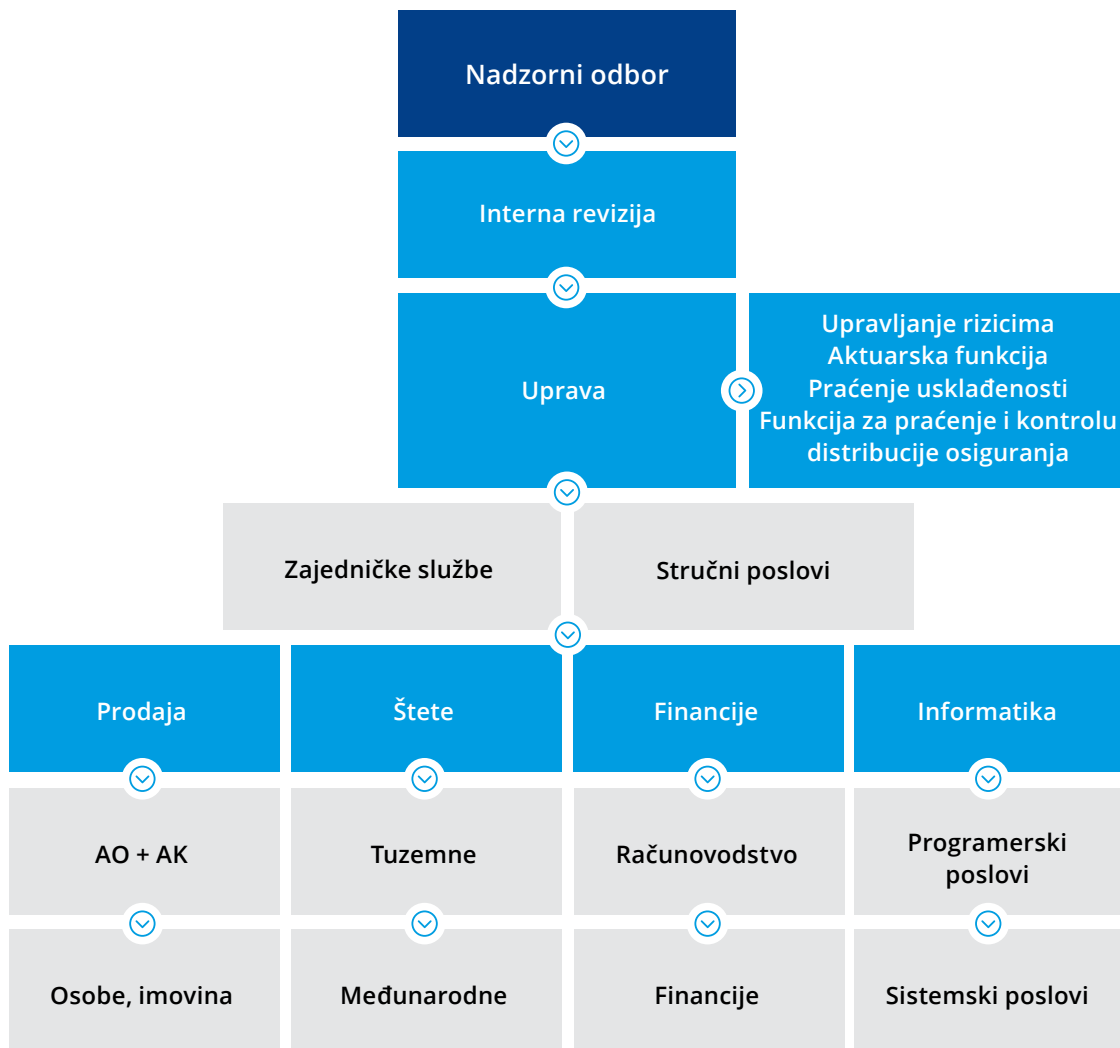 Nadzorni odbor
Interna revizija
Uprava
Upravljanje rizicima
Aktuarska funkcija
Praćenje usklađenosti
Funkcija za praćenje i kontrolu
distribucije osiguranja
Zajedničke službe
Stručni poslovi
Prodaja
Štete
Financije
Informatika
AO + AK
Tuzemne
Računovodstvo
Programerski
poslovi
Osobe, imovina
Međunarodne
Financije
Sistemski poslovi